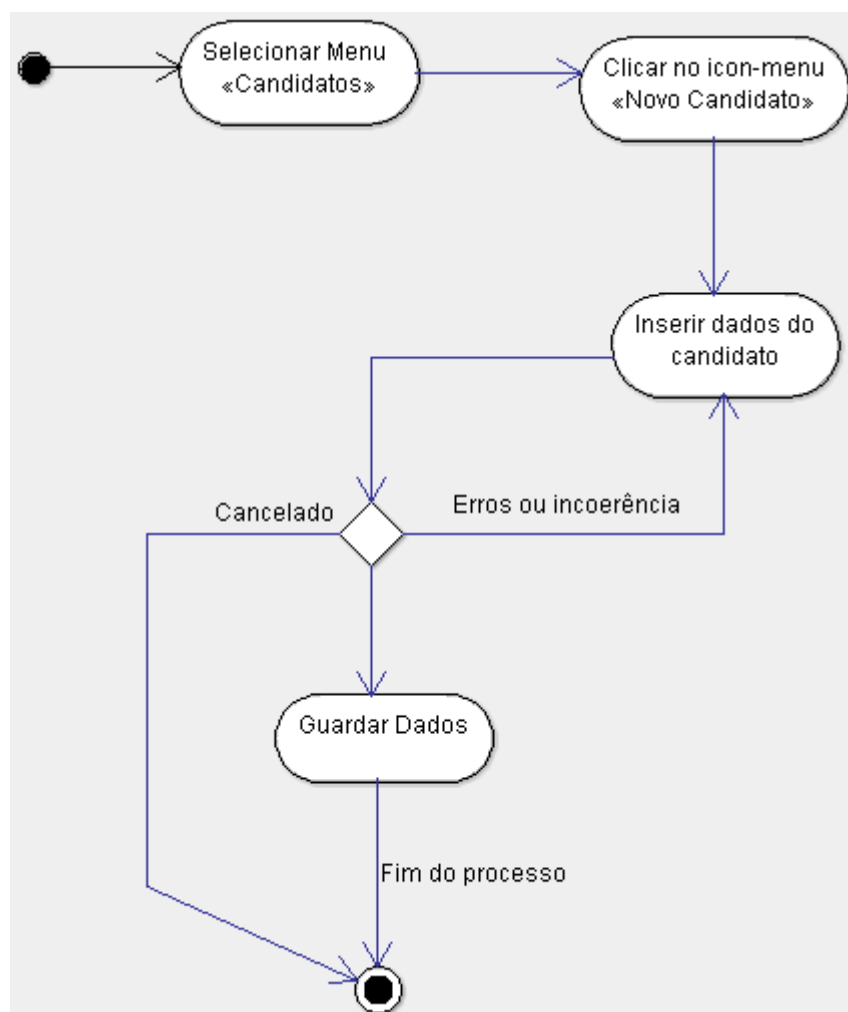 Selecionar Menu
«Candidatos»
Clicar no icon-menu
«Novo Candidato»
Inserir dados do
candidato
Cancelado
Erros ou incoerência
Guardar Dados
Fim do processo